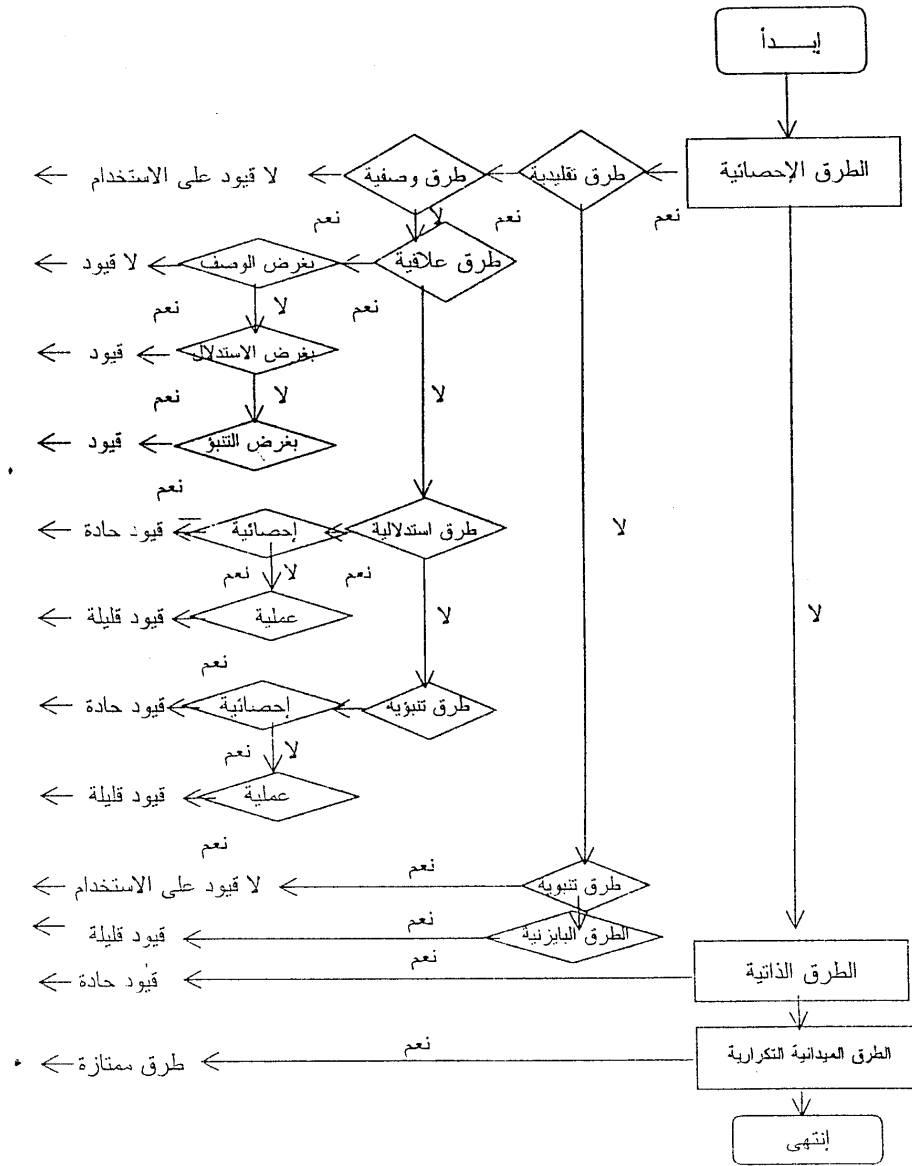 إبـــدأ
الطرق الإحصائية
طرق تقليدية
طرق وصفية
لا قيود على الاستخدام
نعم
نعم
لا
نعم
طرق علاقية
بغرض الوصف
لا قيود
نعم
لا
نعم
بغرض الاستدلال
قيود
لا
لا
نعم
بغرض التنبؤ
قيود
نعم
طرق استدلالية
إحصائية
قيود حادة
لا
نعم
لا
نعم
عملية
قيود قليلة
لا
لا
نعم
طرق تنبؤيه
إحصائية
قيود حادة
لا
نعم
عملية
قيود قليلة
نعم
طرق تنبويه
نعم
لا قيود على الاستخدام
الطرق البايزنية
نعم
قيود قليلة
الطرق الذاتية
نعم
قيود حادة
الطرق الميدانية التكرارية
نعم
طرق ممتازة
إنتهى